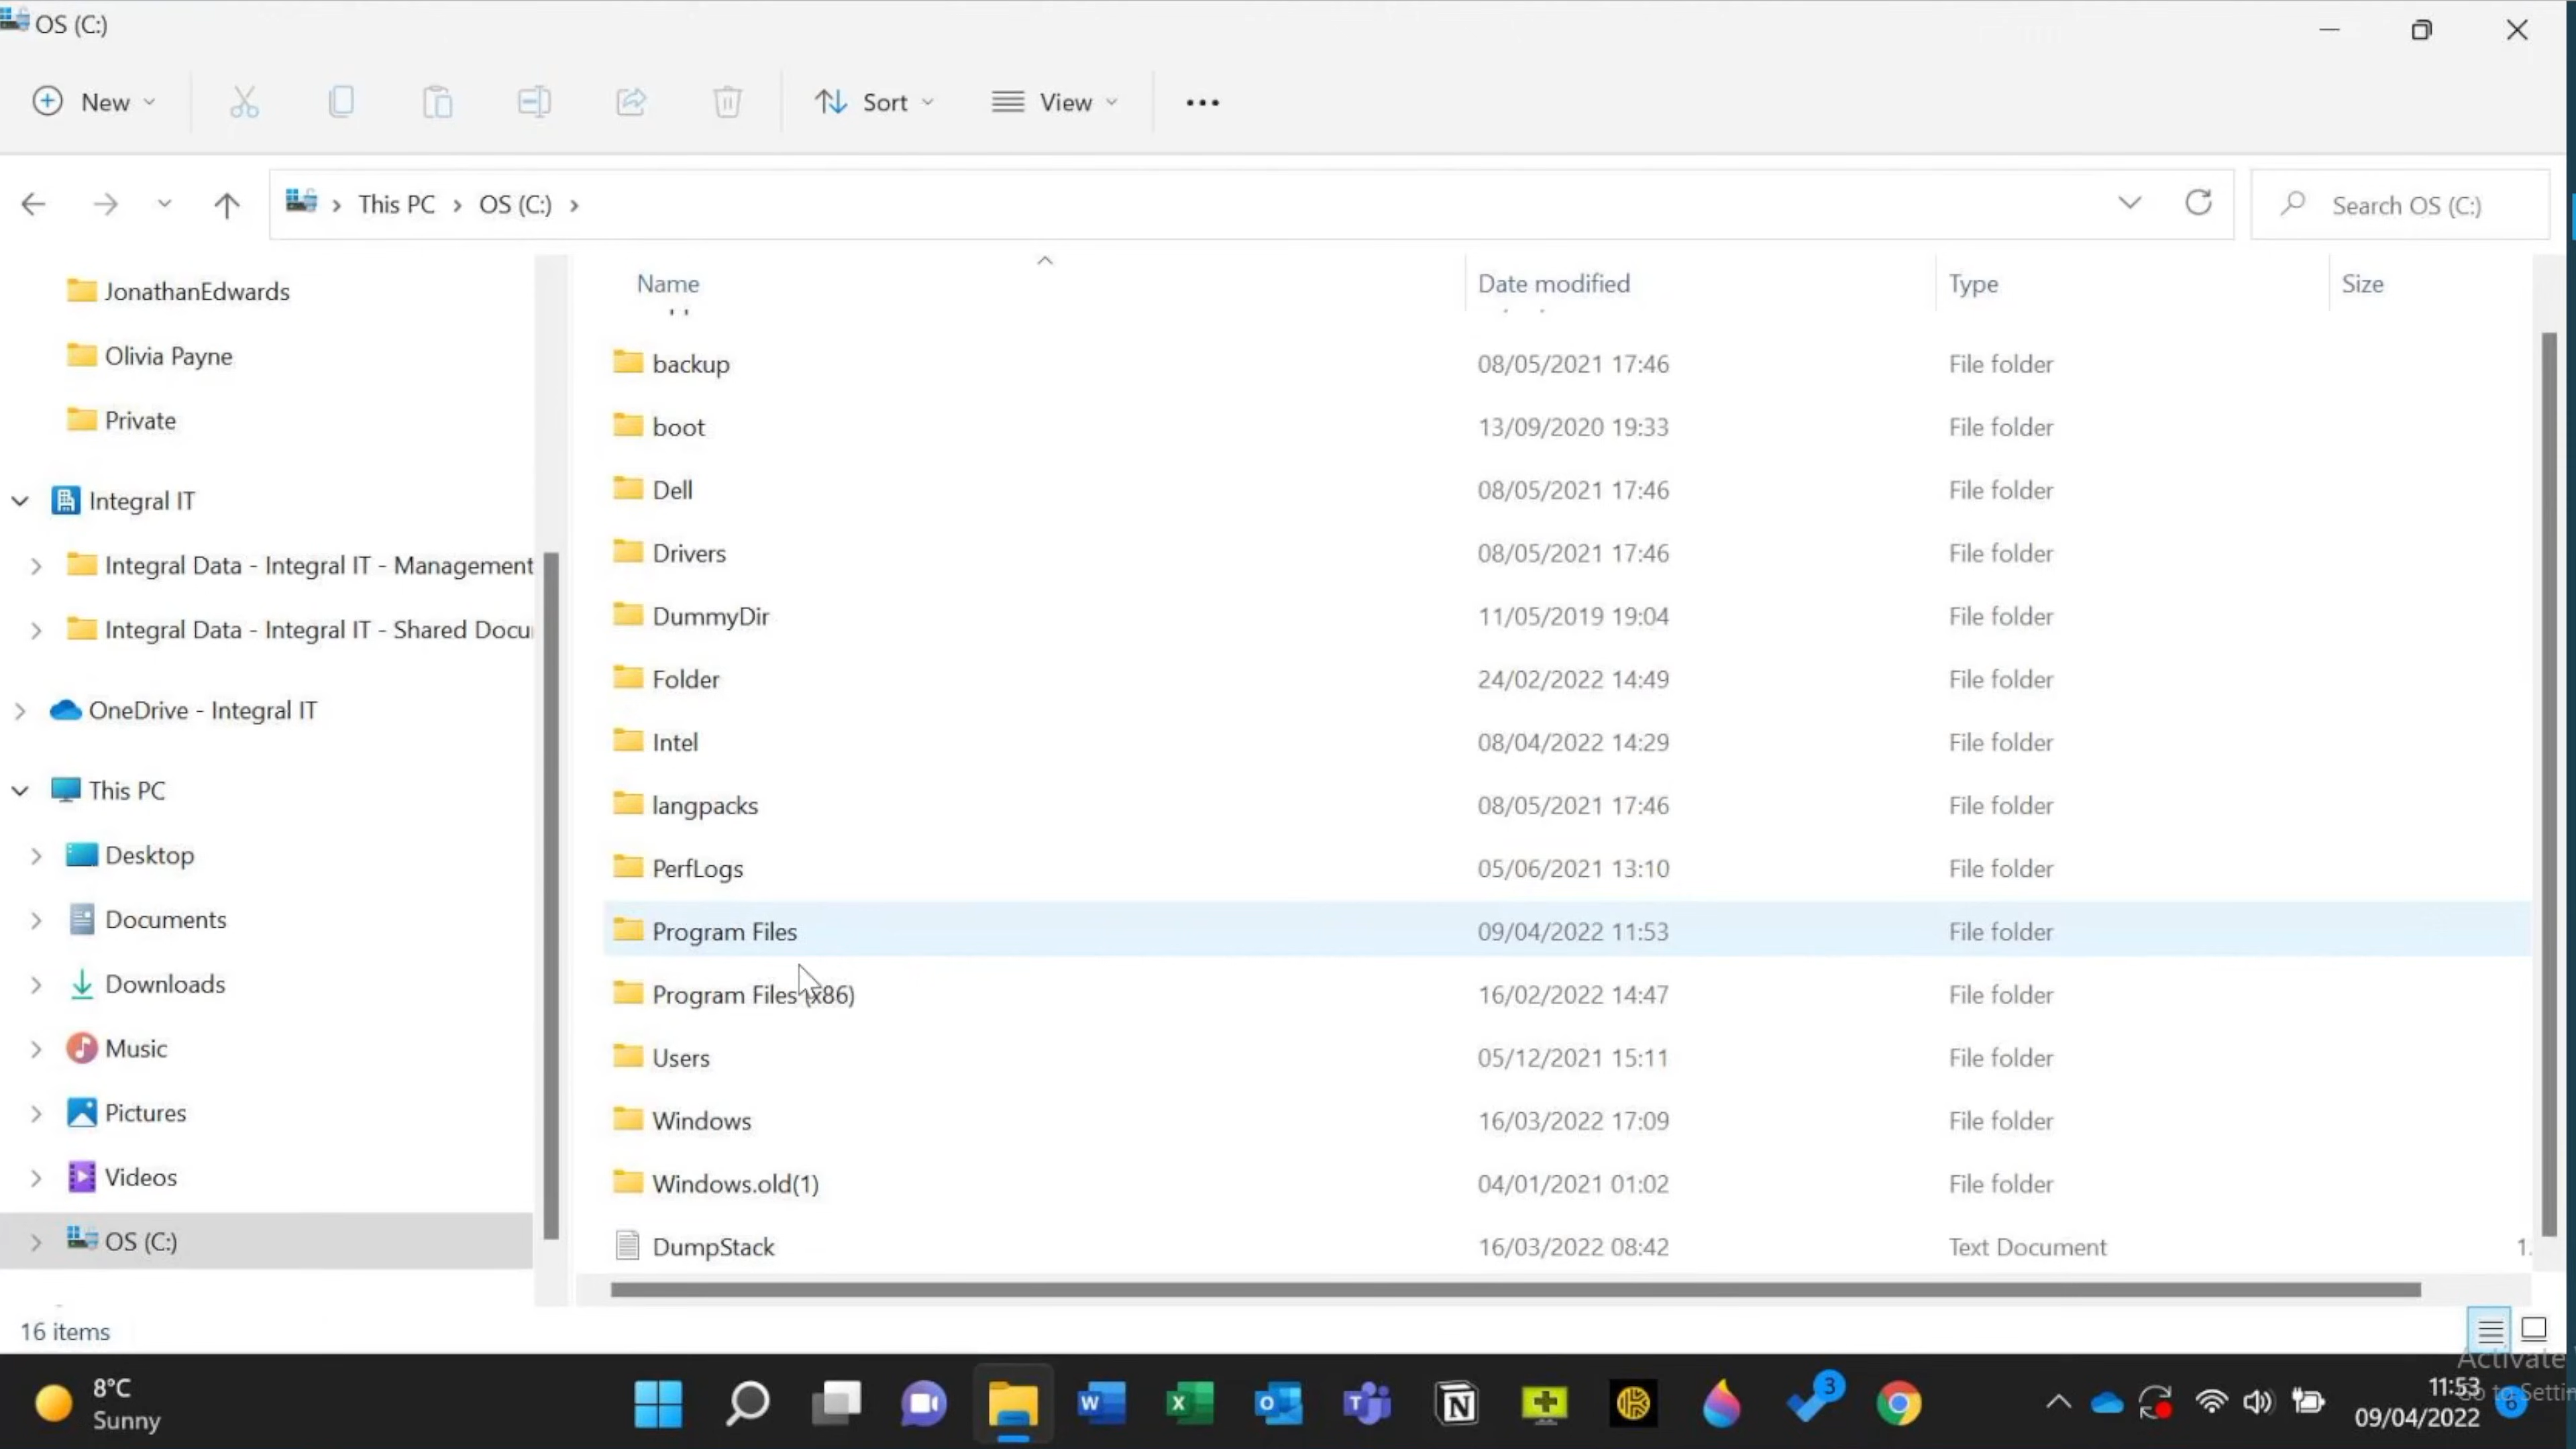 OS (C:)
New
Sort
View
This PC
OS (C:)
Search OS (C:)
JonathanEdwards
Olivia Payne
Private
Integral IT
Integral Data - Integral IT - Management
Integral Data - Integral IT - Shared Docu
OneDrive - Integral IT
This PC
Desktop
Documents
Downloads
Music
Pictures
Videos
OS (C:)
Name Date modified Type Size
backup 08/05/2021 17:46 File folder
boot 13/09/2020 19:33 File folder
Dell 08/05/2021 17:46 File folder
Drivers 08/05/2021 17:46 File folder
DummyDir 11/05/2019 19:04 File folder
Folder 24/02/2022 14:49 File folder
Intel 08/04/2022 14:29 File folder
langpacks 08/05/2021 17:46 File folder
PerfLogs 05/06/2021 13:10 File folder
Program Files 09/04/2022 11:53 File folder
Program Files (x86) 16/02/2022 14:47 File folder
Users 05/12/2021 15:11 File folder
Windows 16/03/2022 17:09 File folder
Windows.old(1) 04/01/2021 01:02 File folder
DumpStack 16/03/2022 08:42 Text Document 1.
16 items
Activate
8°C
Sunny
3
11:53
09/04/2022
6